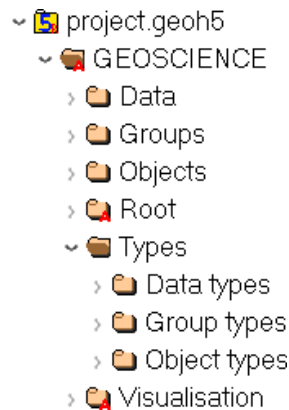 project.geoh5
GEOSCIENCE
Data
Groups
Objects
Root
Types
Data types
Group types
Object types
Visualisation